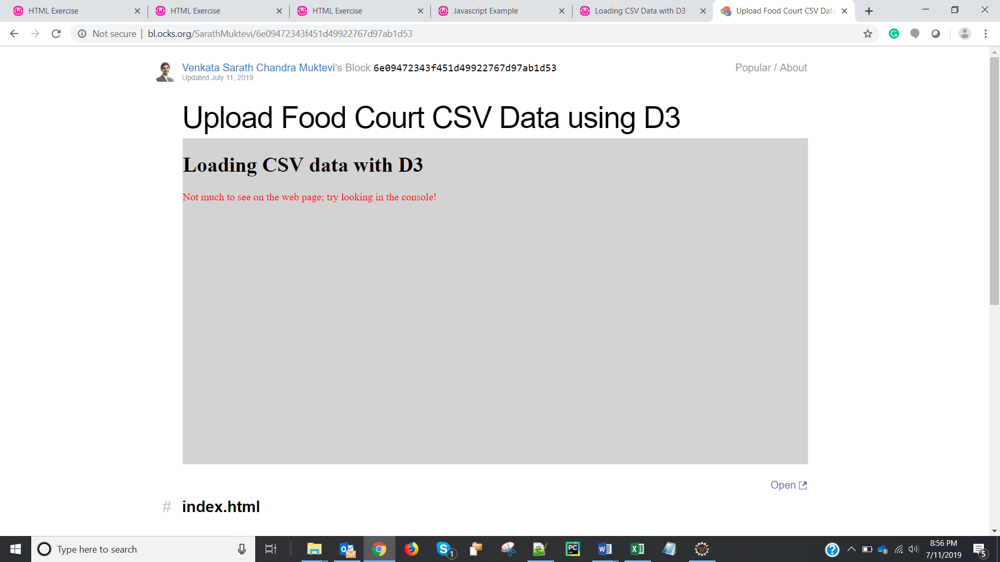 HTML Exercise
HTML Exercise
HTML Exercise
Javascript Example
Loading CSV Data with D3
Upload Food Court CSV Data
Not secure | bl.ocks.org/SarathMuktevi/6e09472343f451d49922767d97ab1d53
Venkata Sarath Chandra Muktevi's Block 6e09472343f451d49922767d97ab1d53
Popular / About
Updated July 11, 2019
Upload Food Court CSV Data using D3
Loading CSV data with D3
Not much to see on the web page; try looking in the console!
Open
# index.html
Type here to search
1
PC
8:56 PM
7/11/2019
5